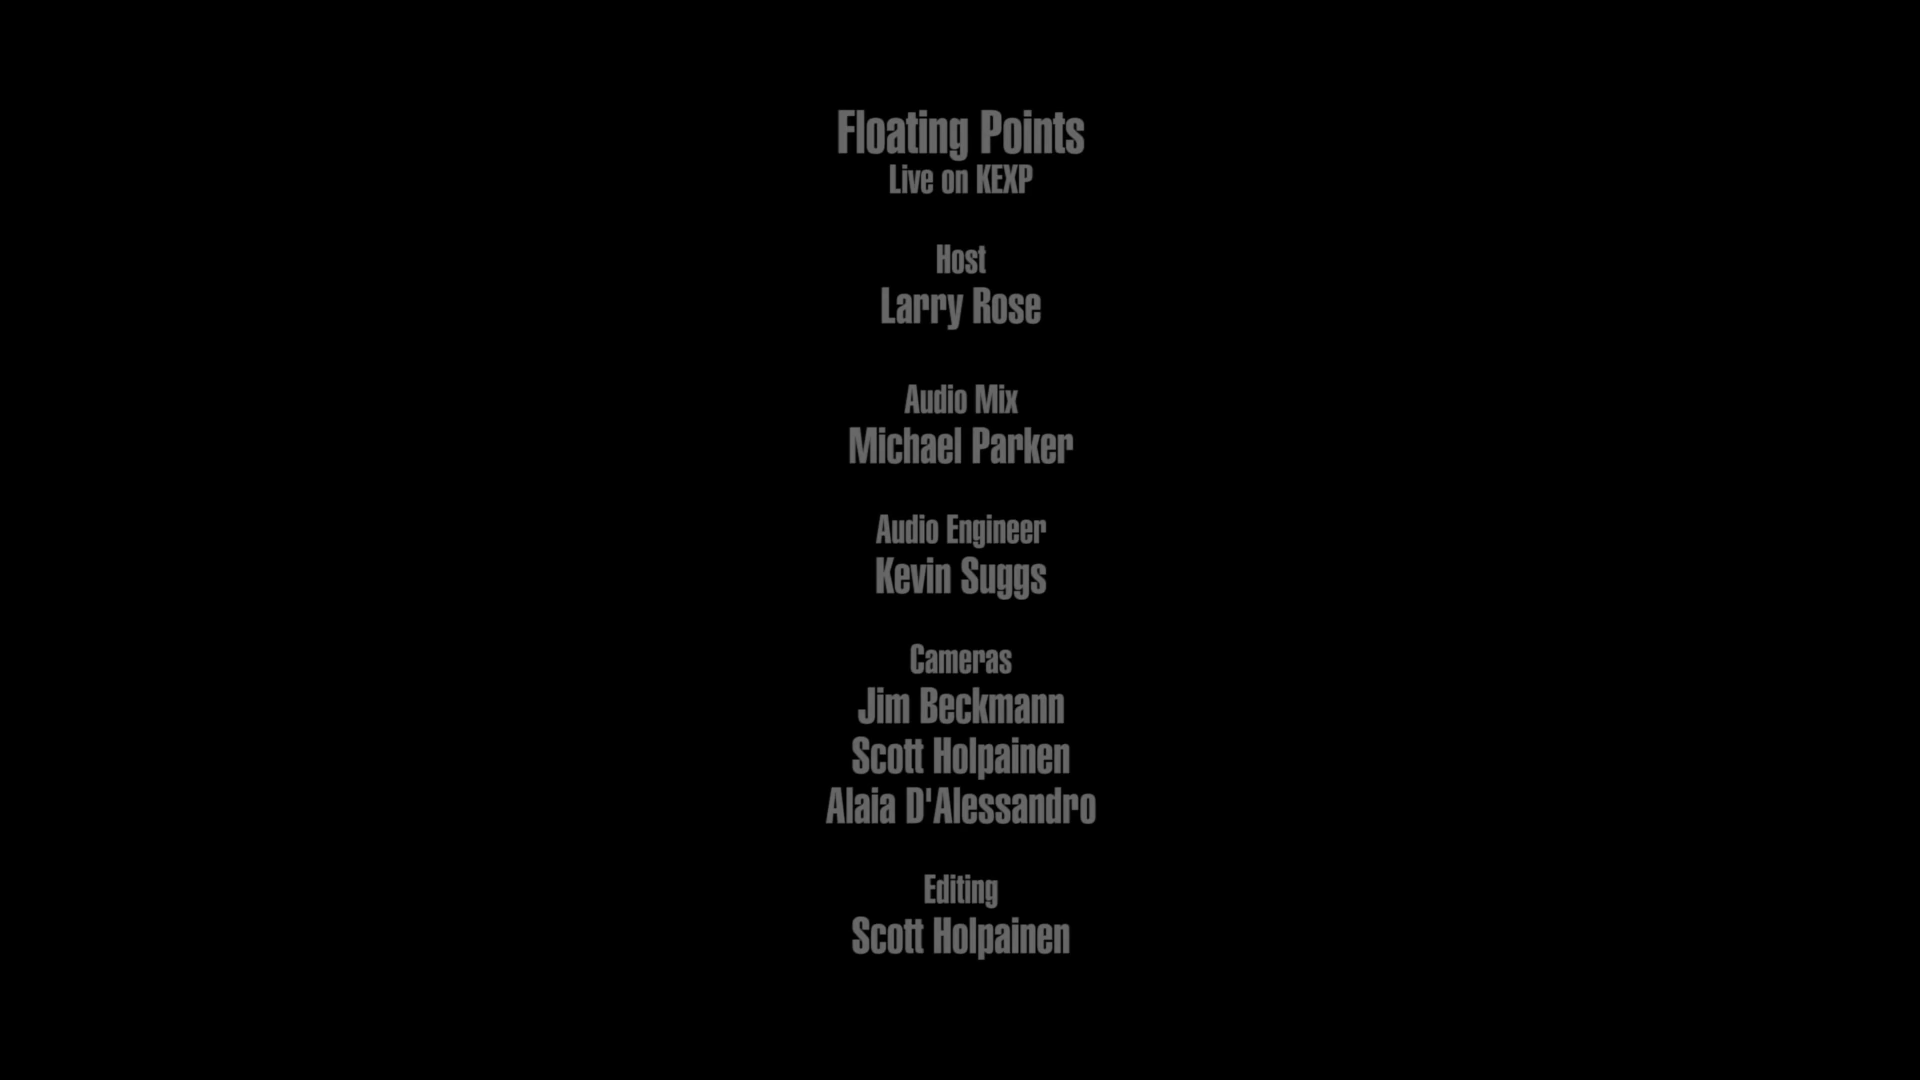 Floating Points
Live on KEXP
Host
Larry Rose
Audio Mix
Michael Parker
Audio Engineer
Kevin Suggs
Cameras
Jim Beckmann
Scott Holpainen
Alaia D'Alessandro
Editing
Scott Holpainen